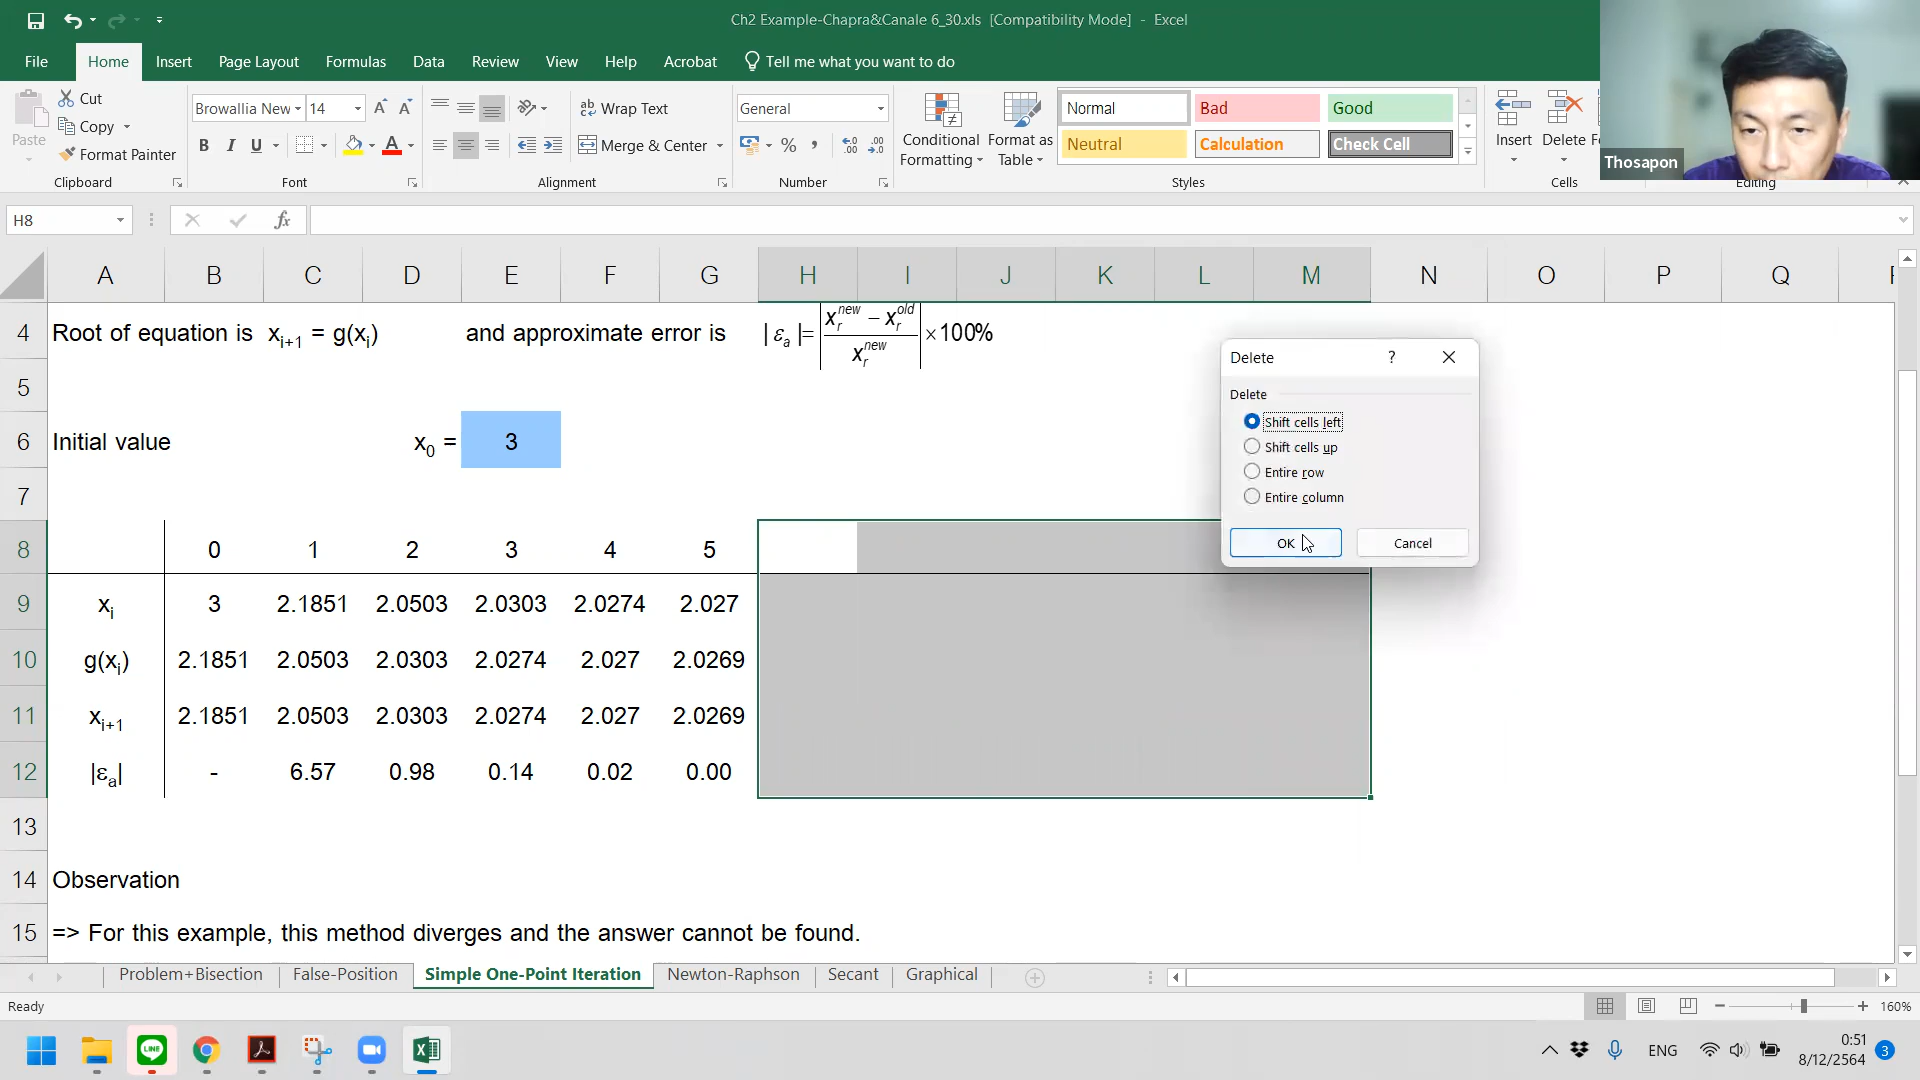 Ch2 Example-Chapra&Canale 6_30.xls [Compatibility Mode] - Excel
File Home Insert Page Layout Formulas Data Review View Help Acrobat Tell me what you want to do
Paste
Cut
Copy
Format Painter
Clipboard
Browallia New 14
B I U
Font
Wrap Text
Merge & Center
Alignment
General
%
Number
Conditional Formatting
Format as Table
Normal Bad Good
Neutral Calculation Check Cell
Styles
Insert Delete
Cells
Editing
Thosapon
H8
fx
A B C D E F G H I J K L M N O P Q
4 Root of equation is x_{i+1} = g(x_i) and approximate error is |ε_a|=|(x_r^{new} − x_r^{old})/x_r^{new}|×100%
5
6 Initial value x_0 = 3
7
8 0 1 2 3 4 5
9 x_i 3 2.1851 2.0503 2.0303 2.0274 2.027
10 g(x_i) 2.1851 2.0503 2.0303 2.0274 2.027 2.0269
11 x_{i+1} 2.1851 2.0503 2.0303 2.0274 2.027 2.0269
12 |ε_a| - 6.57 0.98 0.14 0.02 0.00
13
14 Observation
15 => For this example, this method diverges and the answer cannot be found.
Delete ?
Delete
Shift cells left
Shift cells up
Entire row
Entire column
OK Cancel
Problem+Bisection False-Position Simple One-Point Iteration Newton-Raphson Secant Graphical
Ready
160%
LINE
ENG
0:51
8/12/2564
3